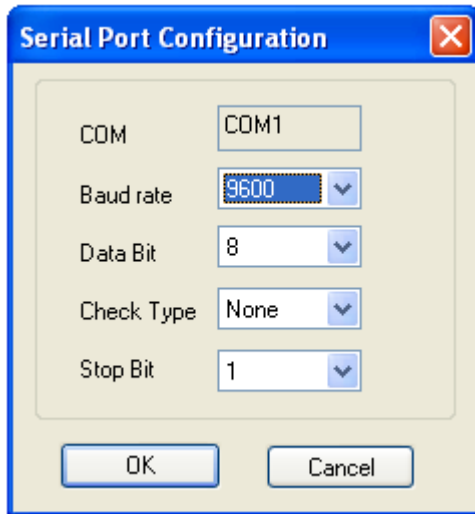 Serial Port Configuration
COM COM1
Baud rate 9600
Data Bit 8
Check Type None
Stop Bit 1
OK Cancel